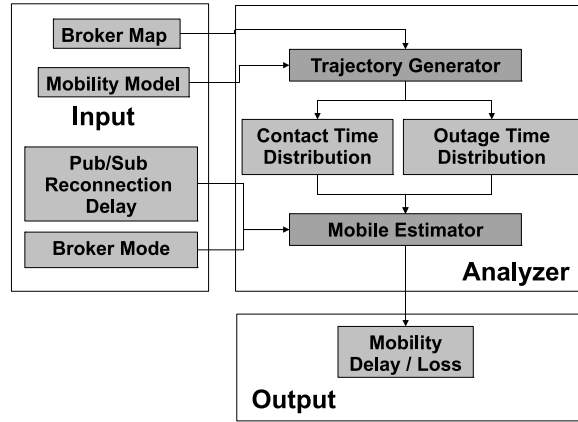 Broker Map
Mobility Model
Input
Pub/Sub
Reconnection
Delay
Broker Mode
Trajectory Generator
Contact Time
Distribution
Outage Time
Distribution
Mobile Estimator
Analyzer
Mobility
Delay / Loss
Output